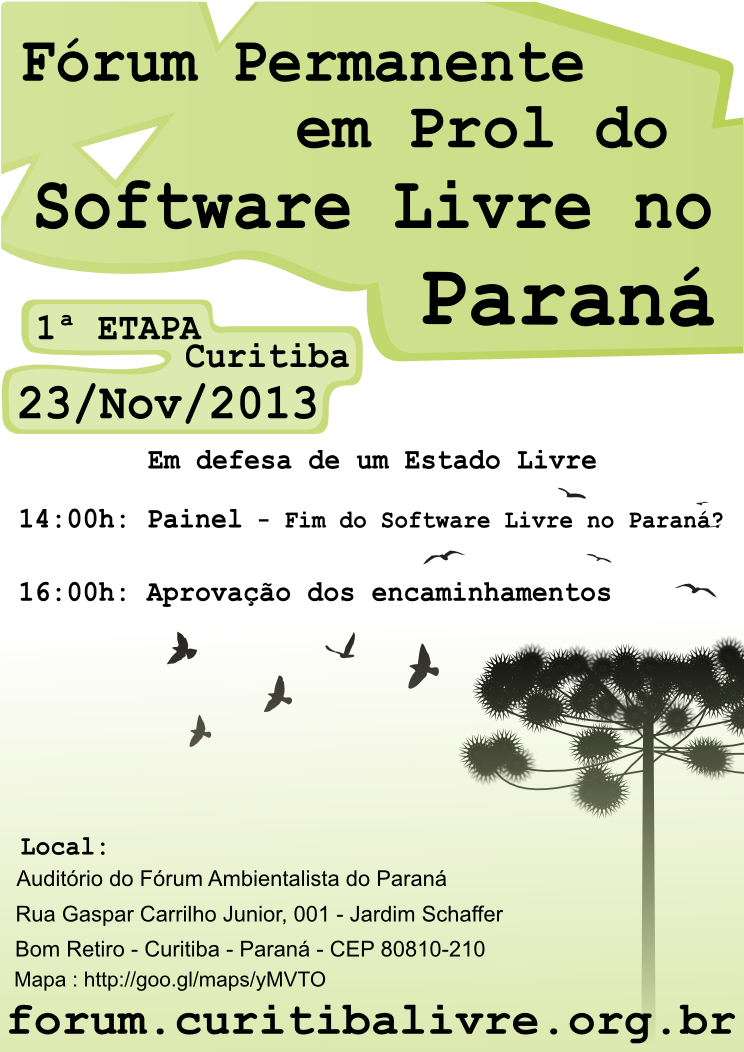 Fórum Permanente
em Prol do
Software Livre no
Paraná
1ª ETAPA
Curitiba
23/Nov/2013
Em defesa de um Estado Livre
14:00h: Painel - Fim do Software Livre no Paraná?
16:00h: Aprovação dos encaminhamentos
Local:
Auditório do Fórum Ambientalista do Paraná
Rua Gaspar Carrilho Junior, 001 - Jardim Schaffer
Bom Retiro - Curitiba - Paraná - CEP 80810-210
Mapa : http://goo.gl/maps/yMVTO
forum.curitibalivre.org.br